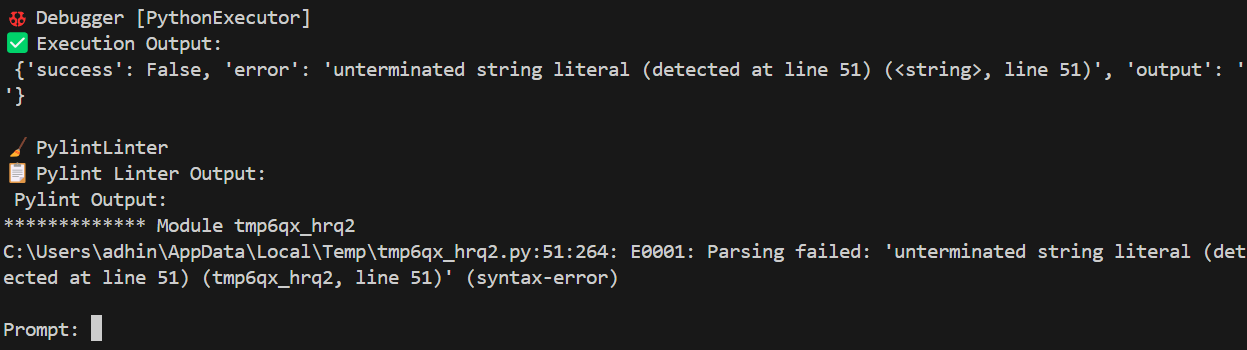 🐞 Debugger [PythonExecutor]
✅ Execution Output:
 {'success': False, 'error': 'unterminated string literal (detected at line 51) (<string>, line 51)', 'output': '
'}
🧹 PylintLinter
📋 Pylint Linter Output:
 Pylint Output:
************* Module tmp6qx_hrq2
C:\Users\adhin\AppData\Local\Temp\tmp6qx_hrq2.py:51:264: E0001: Parsing failed: 'unterminated string literal (det
ected at line 51) (tmp6qx_hrq2, line 51)' (syntax-error)
Prompt: